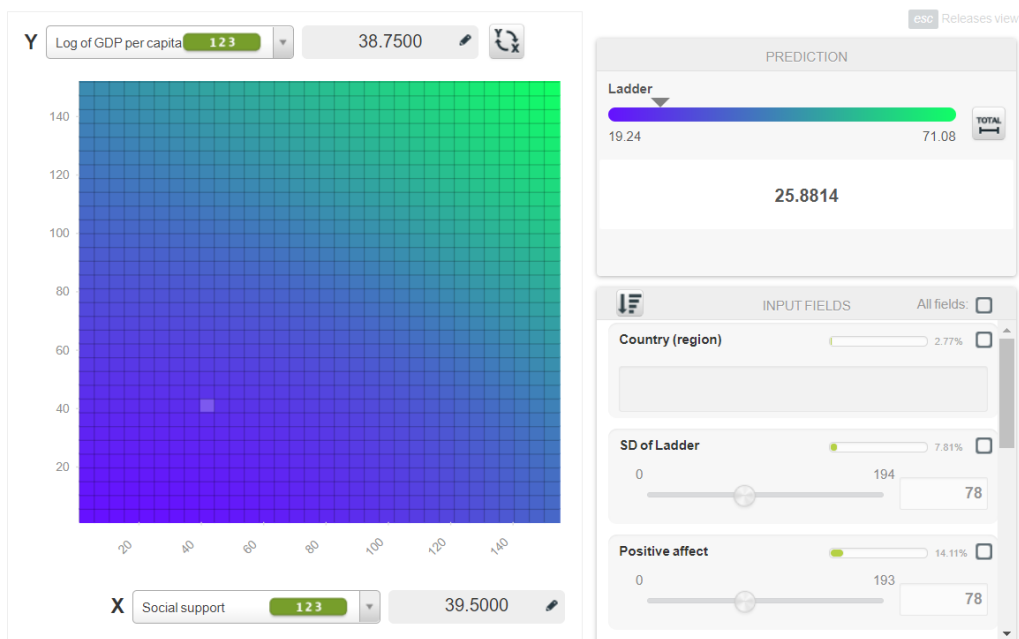 esc Releases view
Y Log of GDP per capita 123 38.7500 Y X
PREDICTION
Ladder
19.24 71.08 TOTAL
25.8814
140
120
100
80
60
40
20
20 40 60 80 100 120 140
X Social support 123 39.5000
INPUT FIELDS All fields:
Country (region) 2.77%
SD of Ladder 7.81%
0 194
78
Positive affect 14.11%
0 193
78